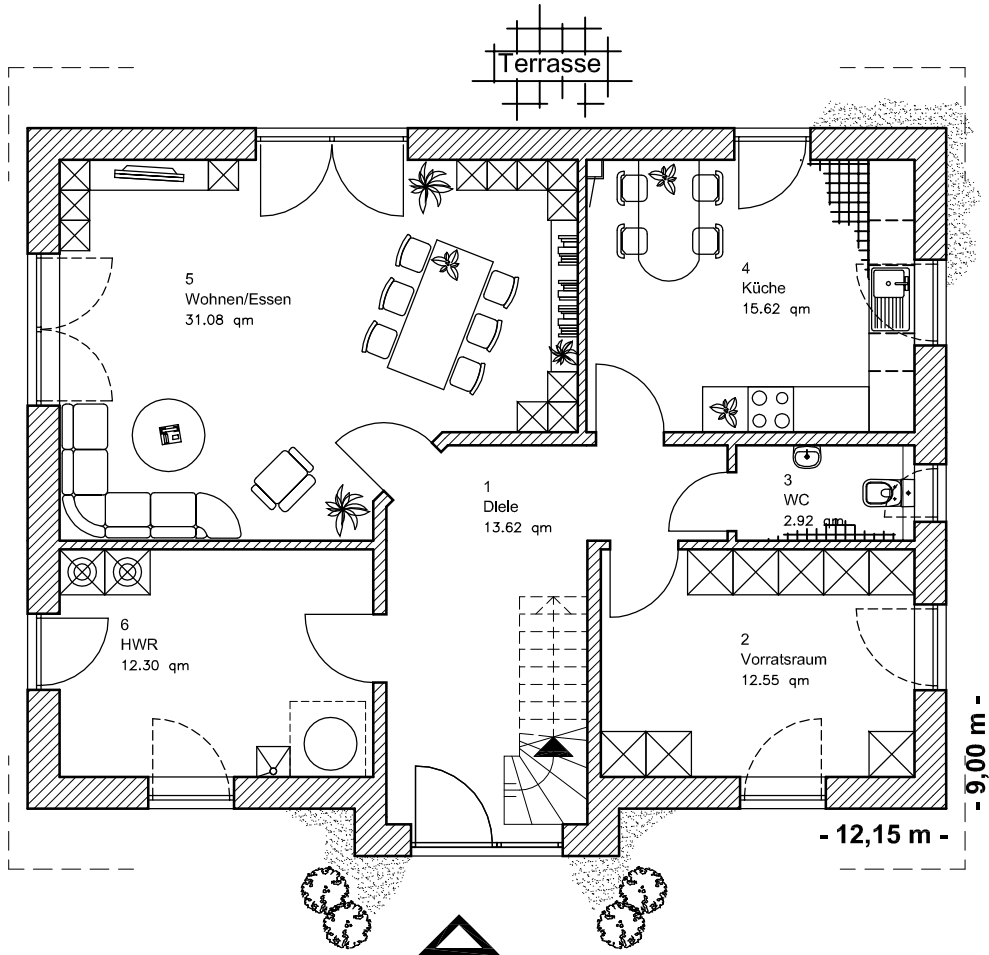 Terrasse
5
Wohnen/Essen
31.08 qm
4
Küche
15.62 qm
1
DIele
13.62 qm
3
WC
2.92 qm
6
HWR
12.30 qm
2
Vorratsraum
12.55 qm
- 9,00 m -
- 12,15 m -